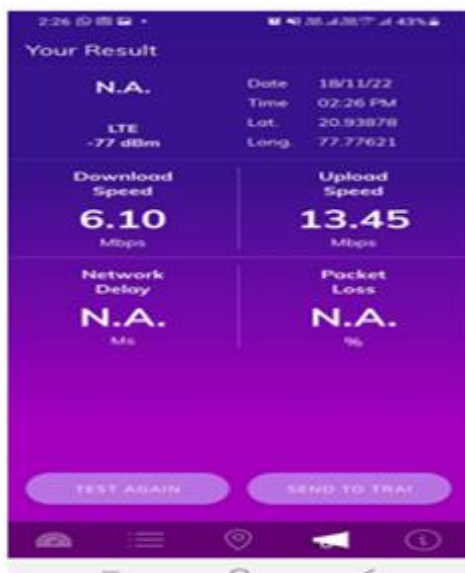 2:26
43%
Your Result
N.A.
LTE
-77 dBm
Date 18/11/22
Time 02:26 PM
Lat. 20.93878
Long. 77.77621
Download
Speed
6.10
Mbps
Upload
Speed
13.45
Mbps
Network
Delay
N.A.
Ms
Packet
Loss
N.A.
%
TEST AGAIN
SEND TO TRAI